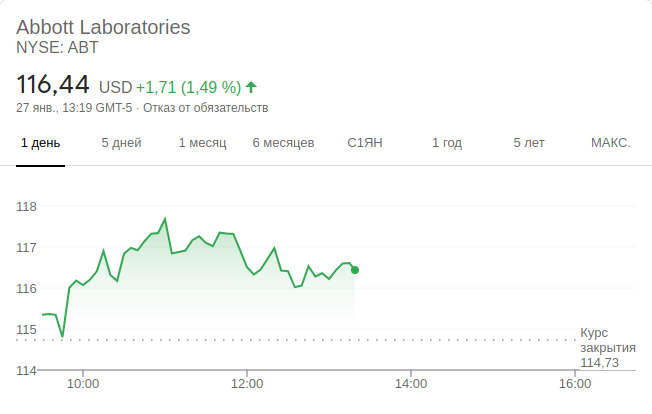 Abbott Laboratories
NYSE: ABT
116,44 USD +1,71 (1,49 %)
27 янв., 13:19 GMT-5 · Отказ от обязательств
1 день 5 дней 1 месяц 6 месяцев С1ЯН 1 год 5 лет МАКС.
118
117
116
115
Курс
закрытия
114,73
114
10:00 12:00 14:00 16:00